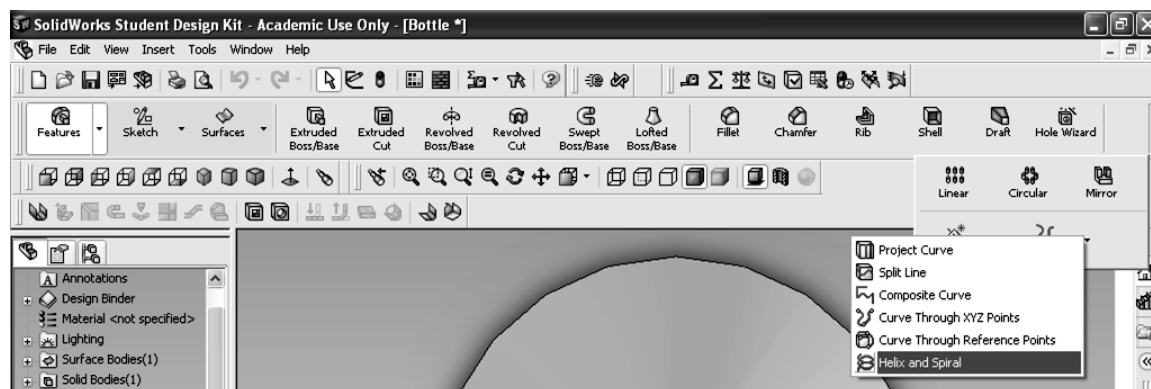 SolidWorks Student Design Kit - Academic Use Only - [Bottle *]
File Edit View Insert Tools Window Help
Features Sketch Surfaces Extruded Boss/Base Extruded Cut Revolved Boss/Base Revolved Cut Swept Boss/Base Lofted Boss/Base Fillet Chamfer Rib Shell Draft Hole Wizard
Linear Circular Mirror
Project Curve
Split Line
Composite Curve
Curve Through XYZ Points
Curve Through Reference Points
Helix and Spiral
Annotations
Design Binder
Material <not specified>
Lighting
Surface Bodies(1)
Solid Bodies(1)